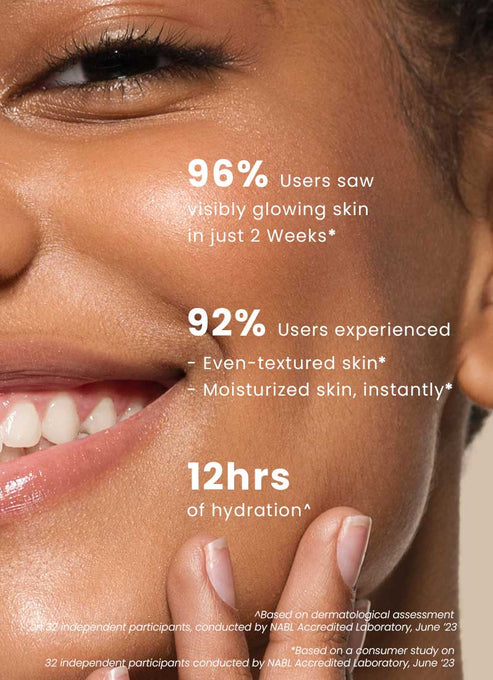 96% Users saw
visibly glowing skin
in just 2 Weeks*
92% Users experienced
- Even-textured skin*
- Moisturized skin, instantly*
12hrs
of hydration^
^Based on dermatological assessment
on 32 independent participants, conducted by NABL Accredited Laboratory, June '23
*Based on a consumer study on
32 independent participants conducted by NABL Accredited Laboratory, June '23